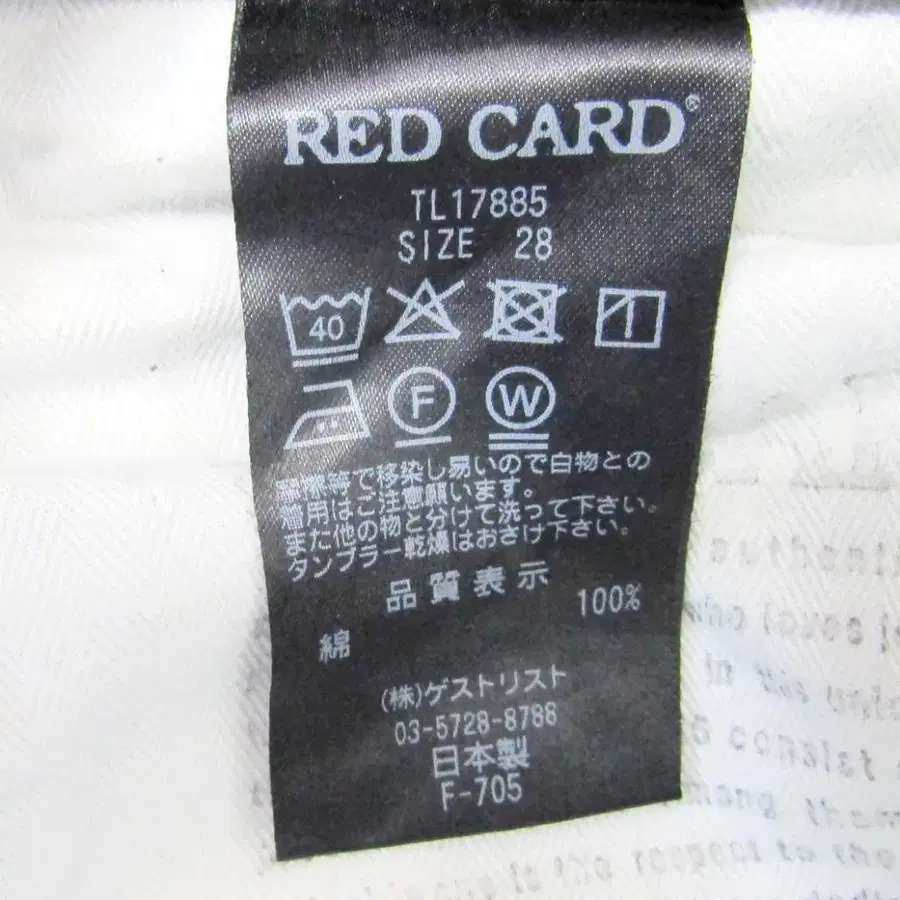 RED CARD®
TL17885
SIZE 28
40
F
W
摩擦等で移染し易いので白物との
着用はご注意願います。
また他の物と分けて洗って下さい。
タンブラー乾燥はおさけ下さい。
品質表示
綿 100%
(株)ゲストリスト
03-5728-8786
日本製
F-705